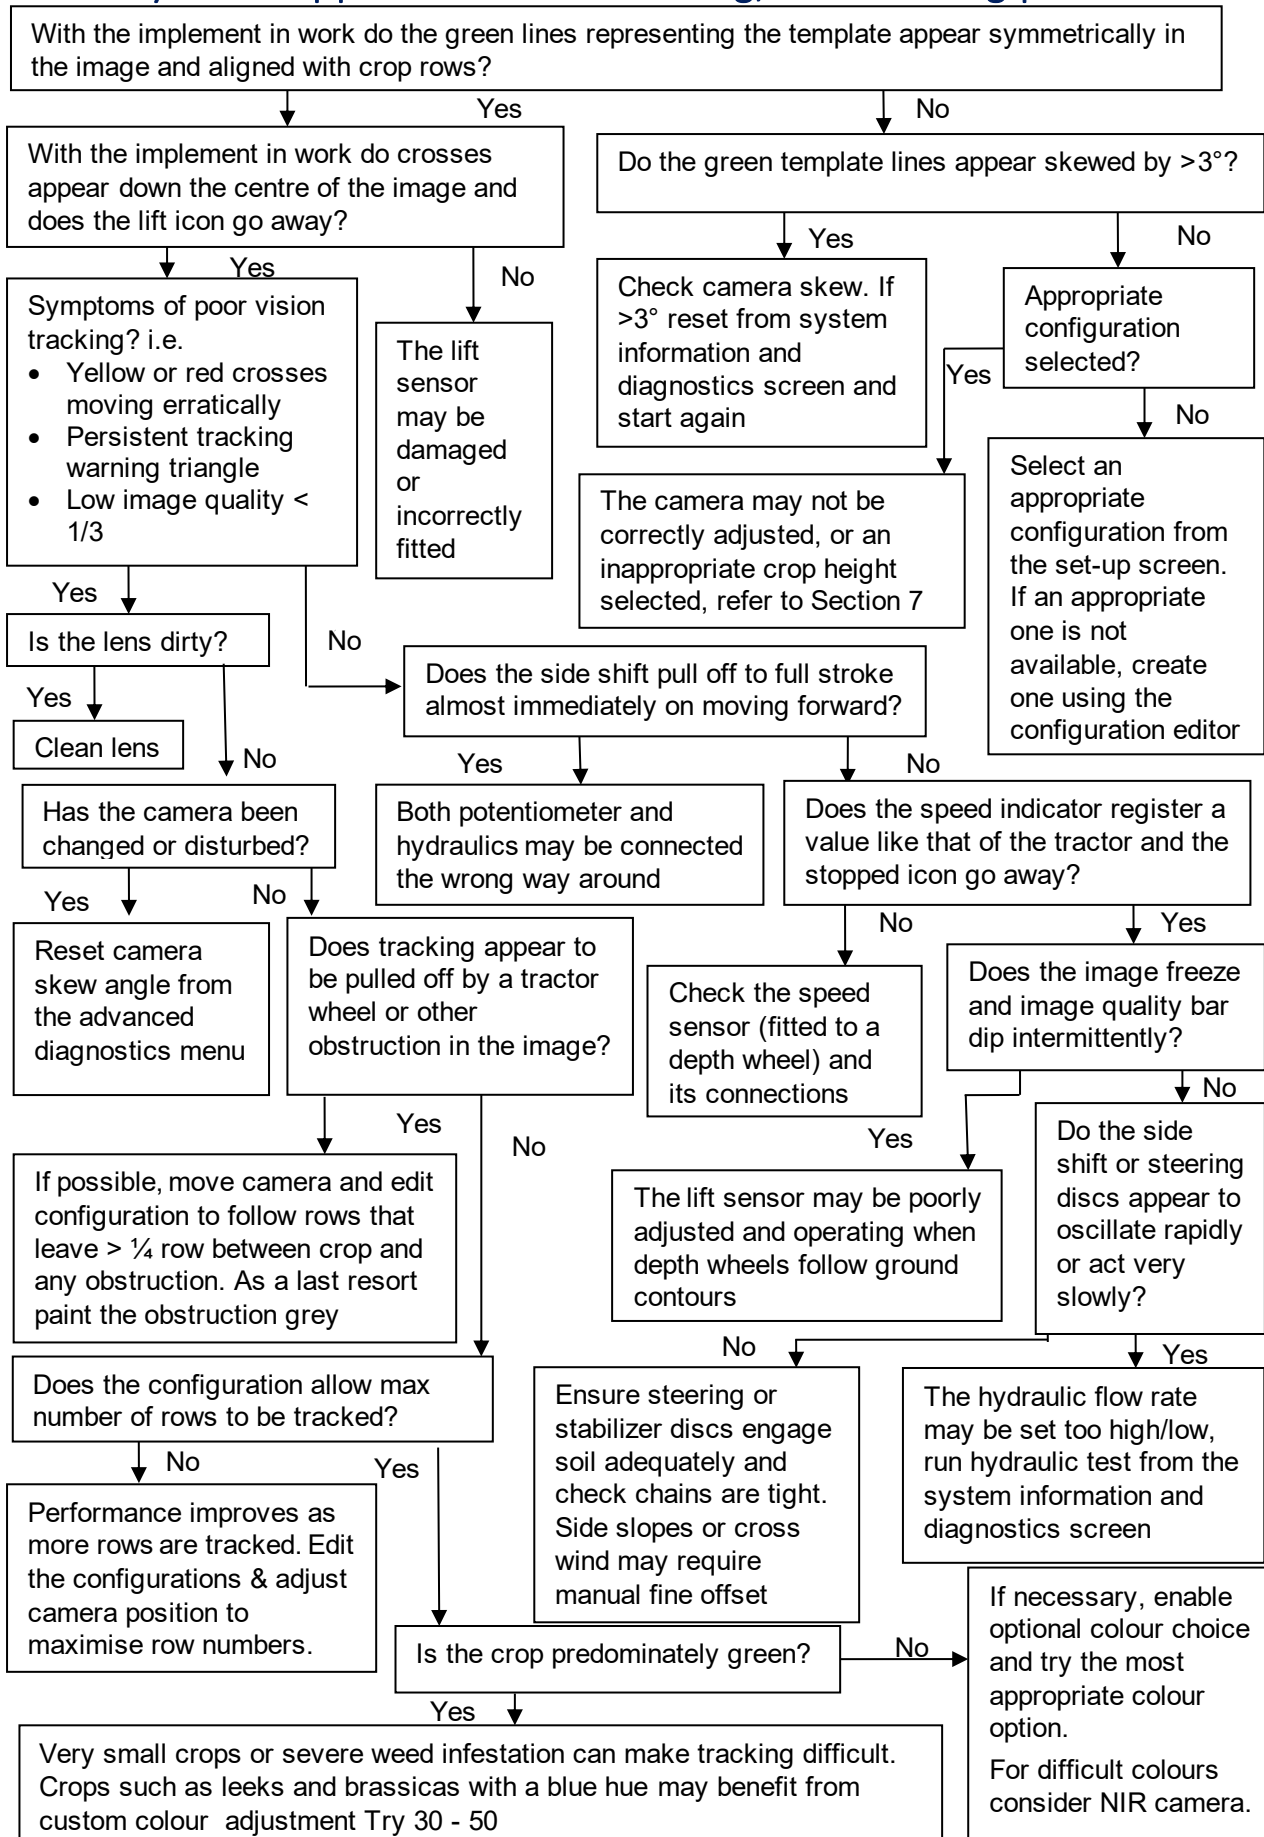 With the implement in work do the green lines representing the template appear symmetrically in
the image and aligned with crop rows?
Yes
No
With the implement in work do crosses
appear down the centre of the image and
does the lift icon go away?
Do the green template lines appear skewed by >3°?
Yes
No
Yes
No
Symptoms of poor vision
tracking? i.e.
• Yellow or red crosses
moving erratically
• Persistent tracking
warning triangle
• Low image quality <
1/3
The lift
sensor
may be
damaged
or
incorrectly
fitted
Check camera skew. If
>3° reset from system
information and
diagnostics screen and
start again
Appropriate
configuration
selected?
Yes
No
The camera may not be
correctly adjusted, or an
inappropriate crop height
selected, refer to Section 7
Select an
appropriate
configuration from
the set-up screen.
If an appropriate
one is not
available, create
one using the
configuration editor
Yes
No
Is the lens dirty?
Does the side shift pull off to full stroke
almost immediately on moving forward?
Yes
No
Clean lens
Yes
No
Has the camera been
changed or disturbed?
Both potentiometer and
hydraulics may be connected
the wrong way around
Does the speed indicator register a
value like that of the tractor and the
stopped icon go away?
Yes
No
No
Yes
Reset camera
skew angle from
the advanced
diagnostics menu
Does tracking appear to
be pulled off by a tractor
wheel or other
obstruction in the image?
Check the speed
sensor (fitted to a
depth wheel) and
its connections
Does the image freeze
and image quality bar
dip intermittently?
Yes
No
Yes
No
If possible, move camera and edit
configuration to follow rows that
leave > ¼ row between crop and
any obstruction. As a last resort
paint the obstruction grey
The lift sensor may be poorly
adjusted and operating when
depth wheels follow ground
contours
Do the side
shift or steering
discs appear to
oscillate rapidly
or act very
slowly?
No
Yes
Does the configuration allow max
number of rows to be tracked?
Ensure steering or
stabilizer discs engage
soil adequately and
check chains are tight.
Side slopes or cross
wind may require
manual fine offset
The hydraulic flow rate
may be set too high/low,
run hydraulic test from the
system information and
diagnostics screen
No
Yes
Performance improves as
more rows are tracked. Edit
the configurations & adjust
camera position to
maximise row numbers.
Is the crop predominately green?
No
If necessary, enable
optional colour choice
and try the most
appropriate colour
option.
For difficult colours
consider NIR camera.
Yes
Very small crops or severe weed infestation can make tracking difficult.
Crops such as leeks and brassicas with a blue hue may benefit from
custom colour adjustment Try 30 - 50